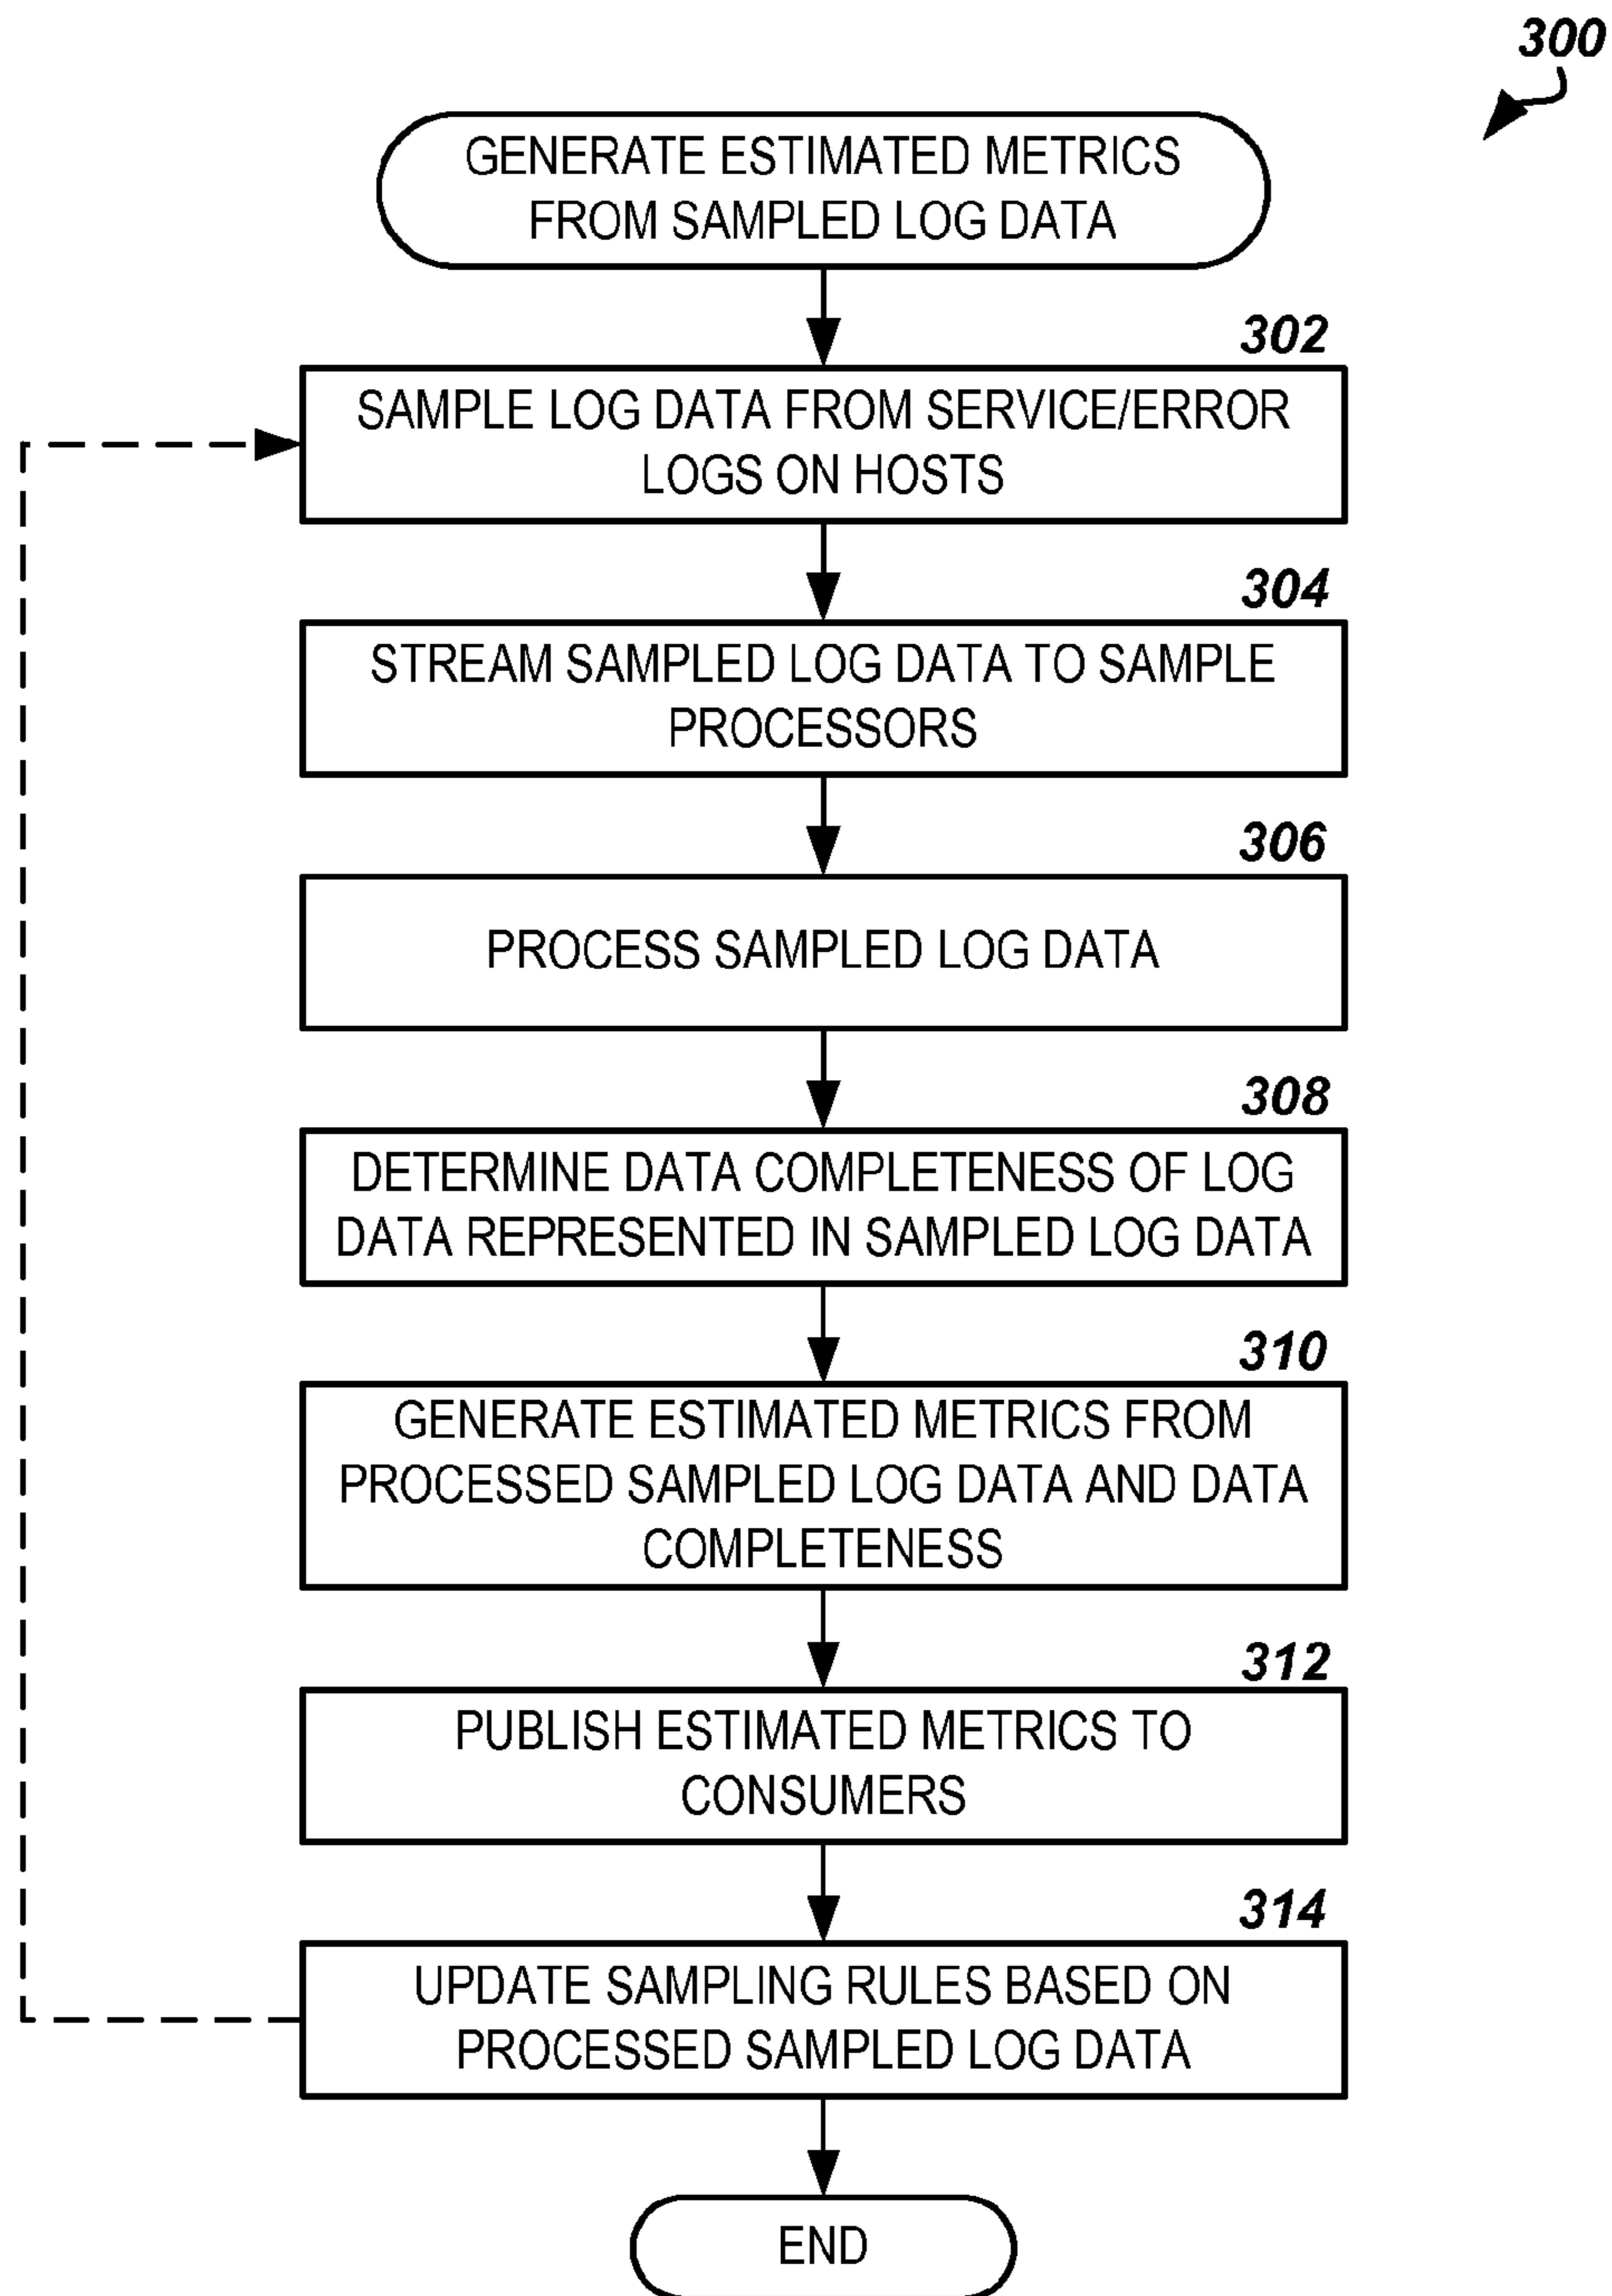 300
GENERATE ESTIMATED METRICS
FROM SAMPLED LOG DATA
302
SAMPLE LOG DATA FROM SERVICE/ERROR
LOGS ON HOSTS
304
STREAM SAMPLED LOG DATA TO SAMPLE
PROCESSORS
306
PROCESS SAMPLED LOG DATA
308
DETERMINE DATA COMPLETENESS OF LOG
DATA REPRESENTED IN SAMPLED LOG DATA
310
GENERATE ESTIMATED METRICS FROM
PROCESSED SAMPLED LOG DATA AND DATA
COMPLETENESS
312
PUBLISH ESTIMATED METRICS TO
CONSUMERS
314
UPDATE SAMPLING RULES BASED ON
PROCESSED SAMPLED LOG DATA
END